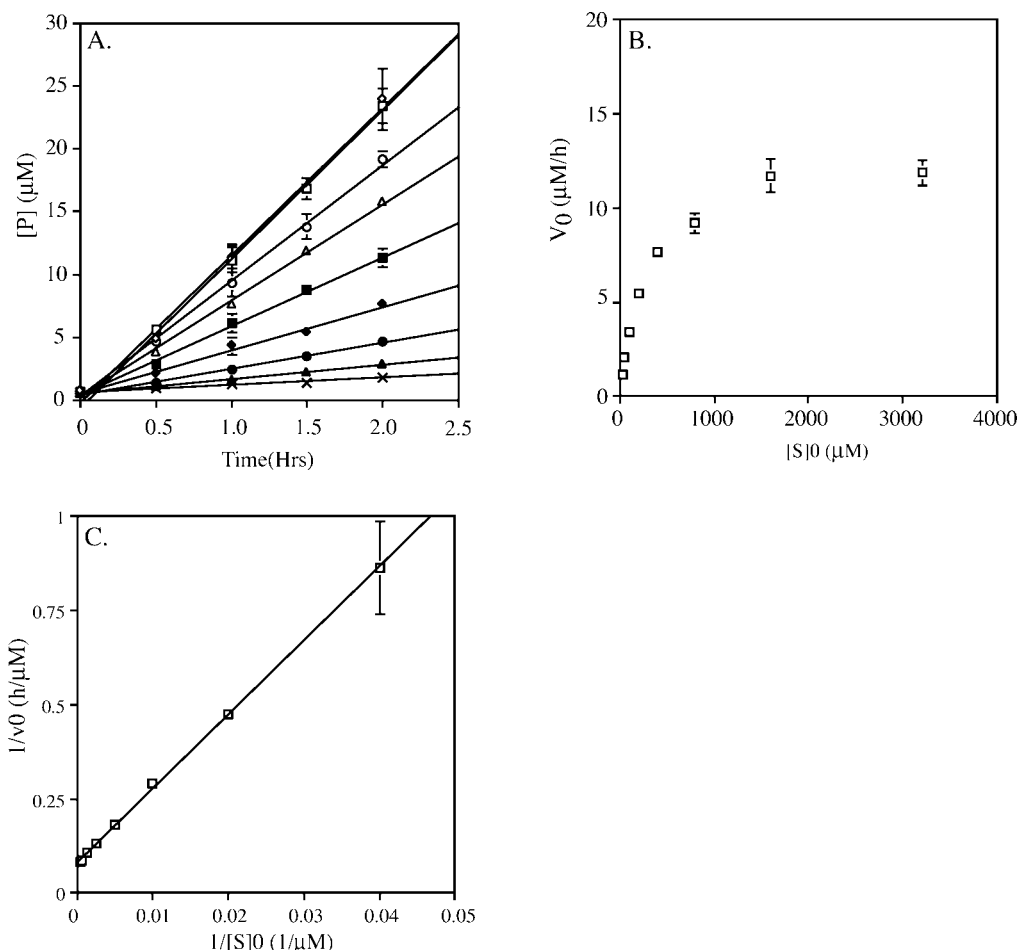 A.
[P] (μM)
30
25
20
15
10
5
0
0 0.5 1.0 1.5 2.0 2.5
Time(Hrs)
B.
V0 (μM/h)
20
15
10
5
0
0 1000 2000 3000 4000
[S]0 (μM)
C.
1/v0 (h/μM)
1
0.75
0.5
0.25
0
0 0.01 0.02 0.03 0.04 0.05
1/[S]0 (1/μM)